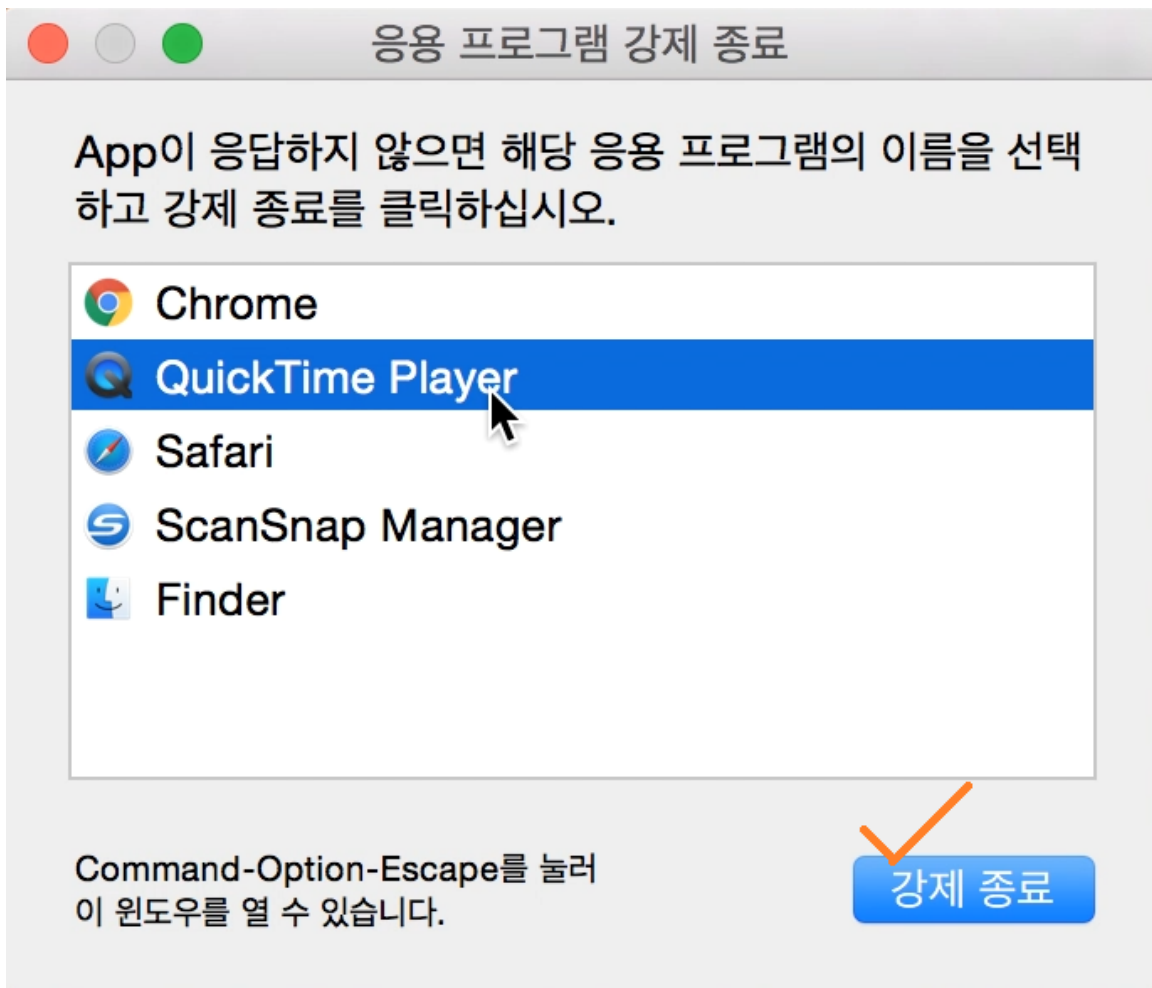 응용 프로그램 강제 종료
App이 응답하지 않으면 해당 응용 프로그램의 이름을 선택
하고 강제 종료를 클릭하십시오.
Chrome
QuickTime Player
Safari
ScanSnap Manager
Finder
Command-Option-Escape를 눌러
이 윈도우를 열 수 있습니다.
강제 종료